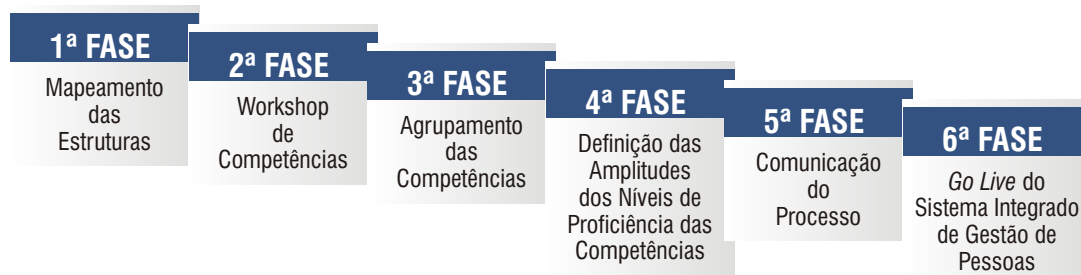 1ª FASE
Mapeamento
das
Estruturas
2ª FASE
Workshop
de
Competências
3ª FASE
Agrupamento
das
Competências
4ª FASE
Definição das
Amplitudes
dos Níveis de
Proficiência das
Competências
5ª FASE
Comunicação
do
Processo
6ª FASE
Go Live do
Sistema Integrado
de Gestão de
Pessoas